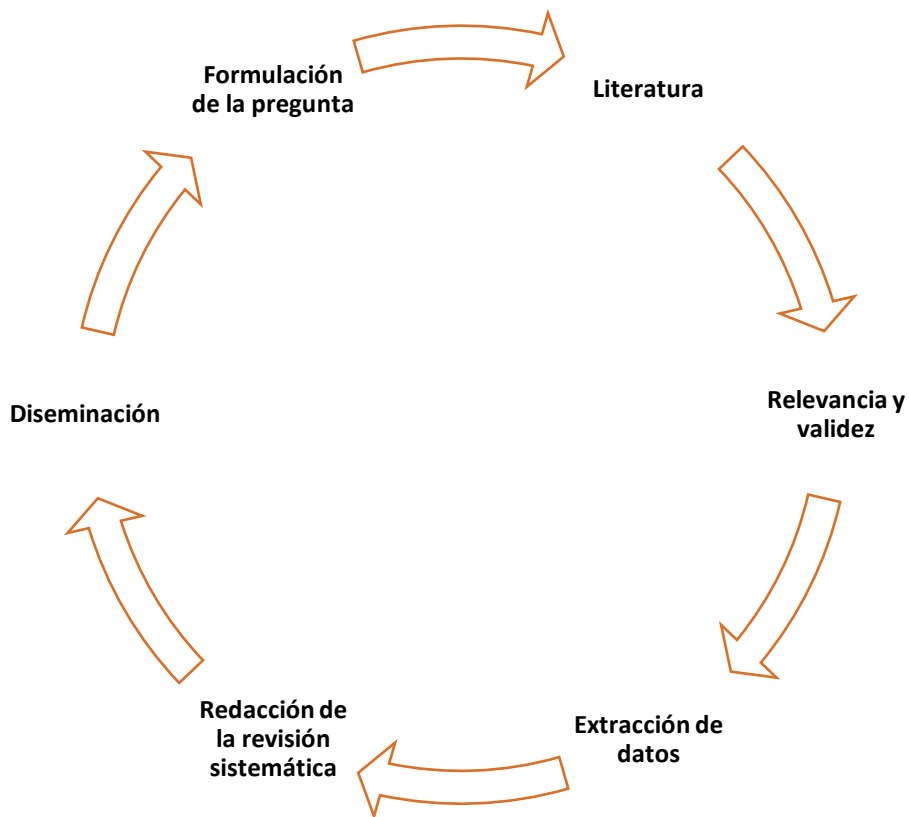 Formulación
de la pregunta
Literatura
Relevancia y
validez
Extracción de
datos
Redacción de
la revisión
sistemática
Diseminación